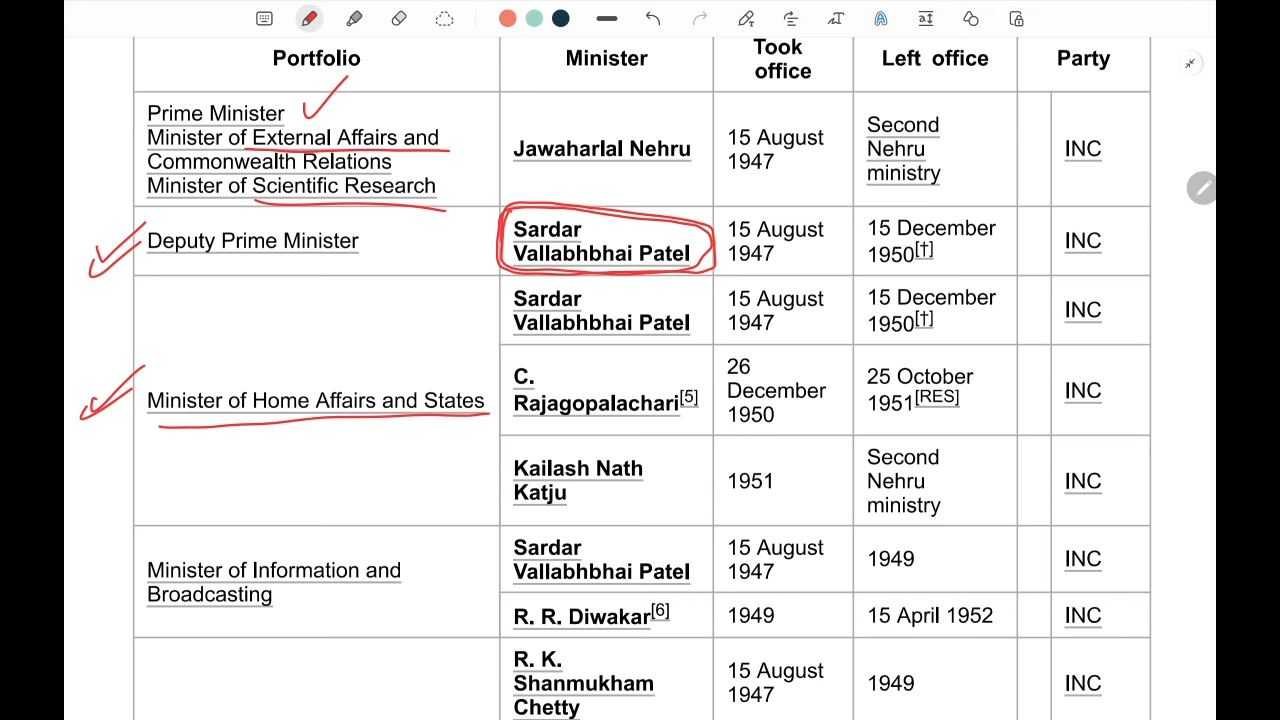 Portfolio
Minister
Took
office
Left office
Party
Prime Minister
Minister of External Affairs and
Commonwealth Relations
Minister of Scientific Research
Jawaharlal Nehru
15 August
1947
Second
Nehru
ministry
INC
Deputy Prime Minister
Sardar
Vallabhbhai Patel
15 August
1947
15 December
1950[†]
INC
Minister of Home Affairs and States
Sardar
Vallabhbhai Patel
15 August
1947
15 December
1950[†]
INC
C.
Rajagopalachari[5]
26
December
1950
25 October
1951[RES]
INC
Kailash Nath
Katju
1951
Second
Nehru
ministry
INC
Minister of Information and
Broadcasting
Sardar
Vallabhbhai Patel
15 August
1947
1949
INC
R. R. Diwakar[6]
1949
15 April 1952
INC
R. K.
Shanmukham
Chetty
15 August
1947
1949
INC